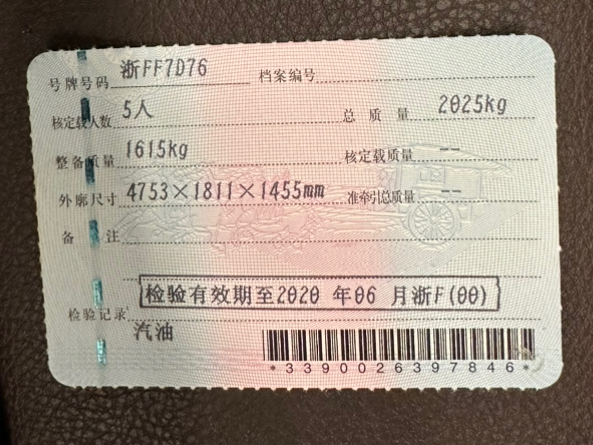 号牌号码 浙FF7D76 档案编号
核定载人数 5人 总质量 2025kg
整备质量 1615kg 核定载质量 --
外廓尺寸 4753×1811×1455mm 准牵引总质量 --
备注
检验有效期至2020 年06 月浙F(00)
检验记录
汽油
*3390026397846*